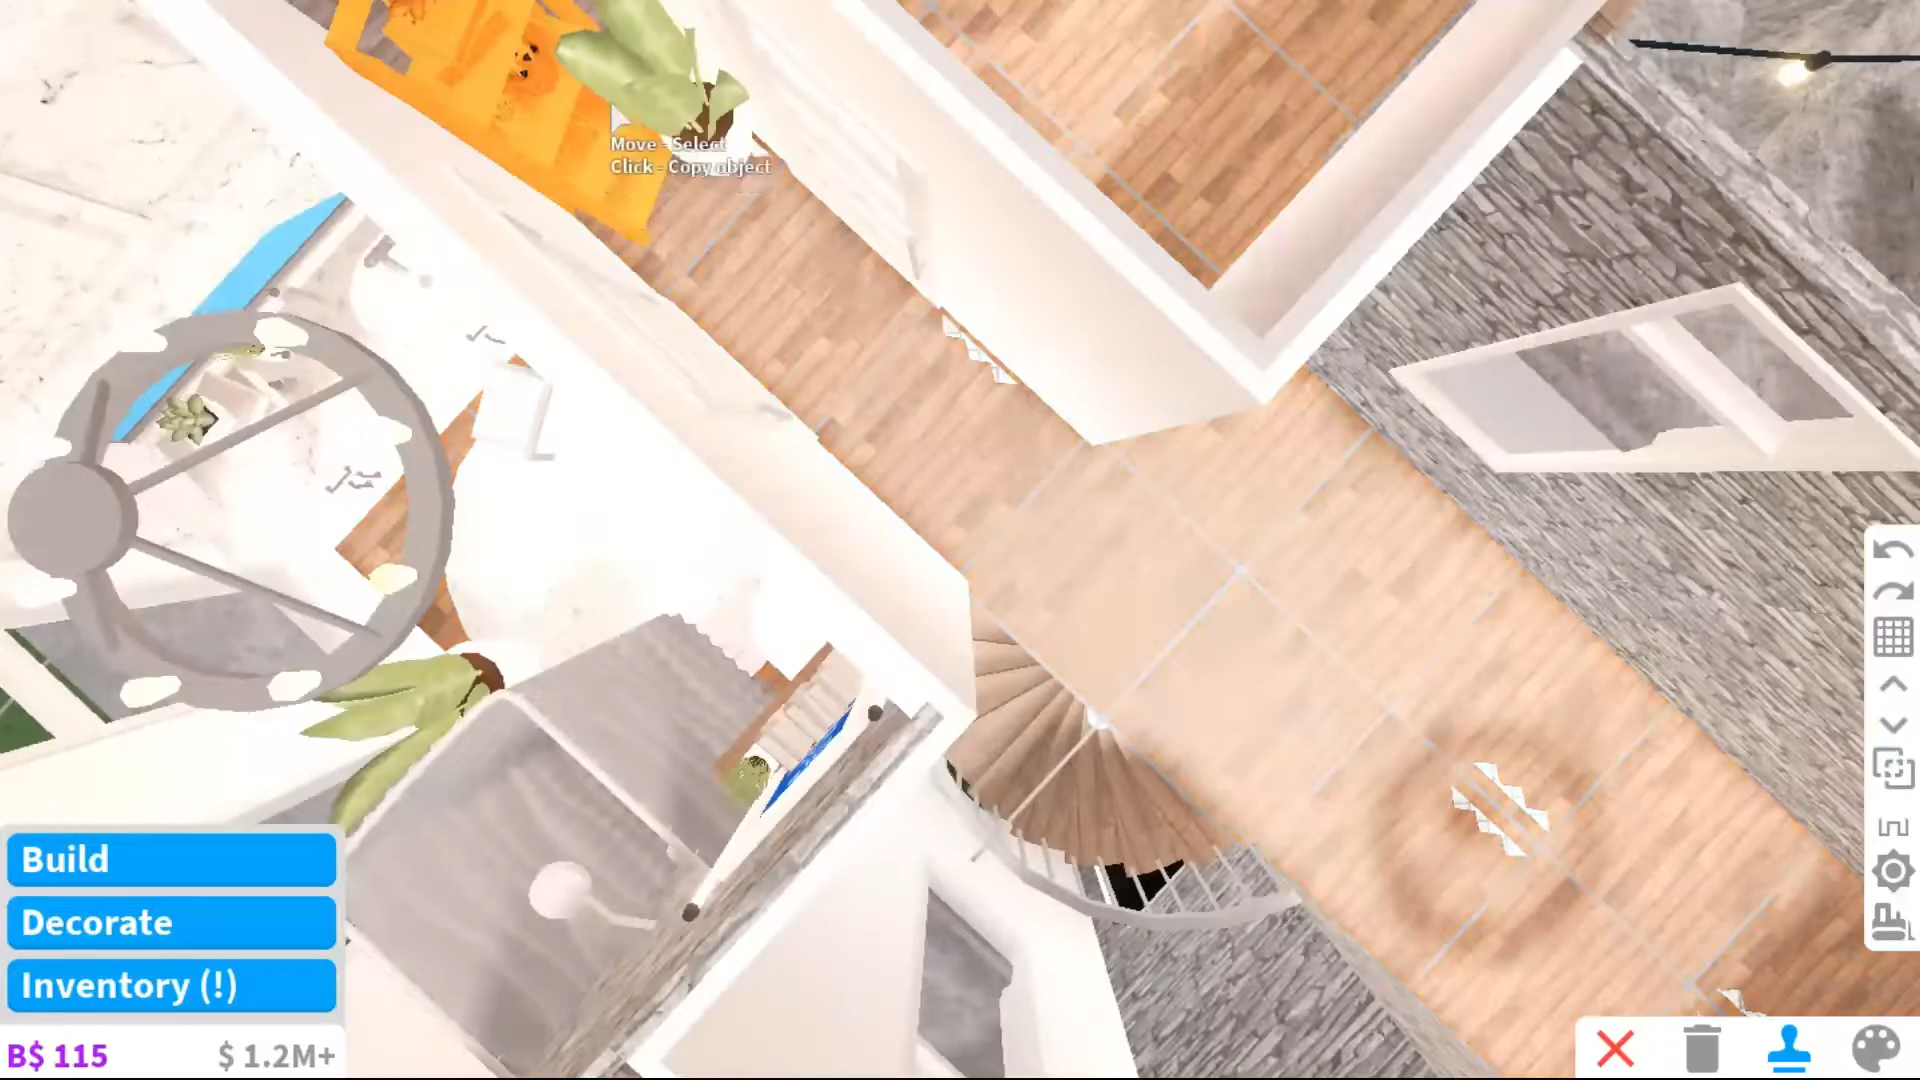 Move - Select
Click - Copy object
Build
Decorate
Inventory (!)
B$ 115
$ 1.2M+